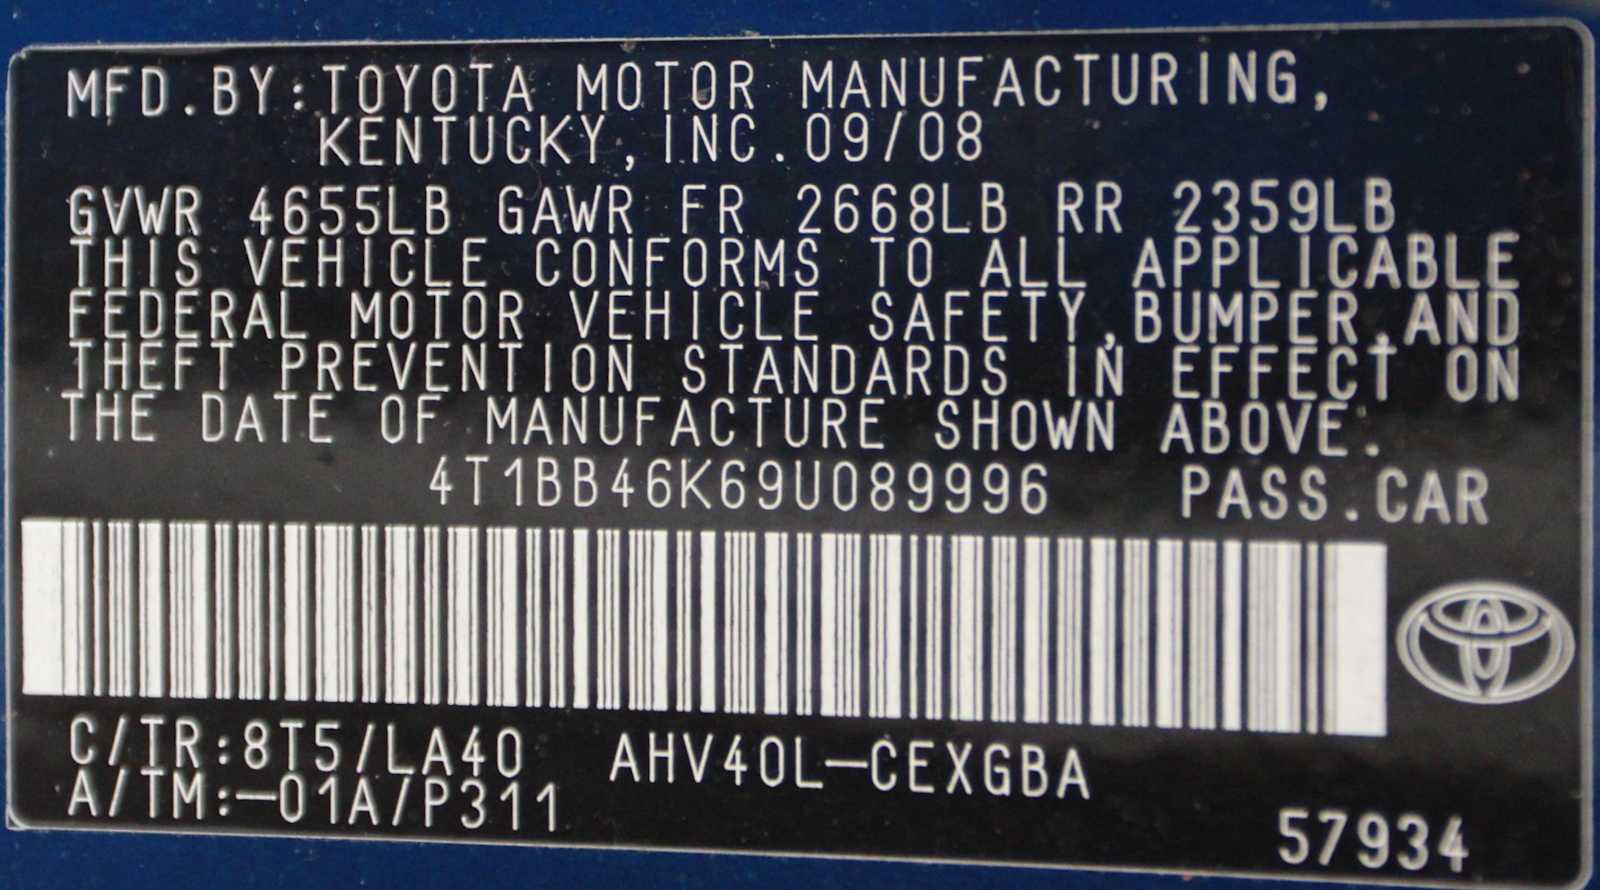 MFD.BY:TOYOTA MOTOR MANUFACTURING,
KENTUCKY,INC.09/08
GVWR 4655LB GAWR FR 2668LB RR 2359LB
THIS VEHICLE CONFORMS TO ALL APPLICABLE
FEDERAL MOTOR VEHICLE SAFETY,BUMPER,AND
THEFT PREVENTION STANDARDS IN EFFECT ON
THE DATE OF MANUFACTURE SHOWN ABOVE.
4T1BB46K69U089996 PASS.CAR
C/TR:8T5/LA40 AHV40L-CEXGBA
A/TM:-01A/P311
57934